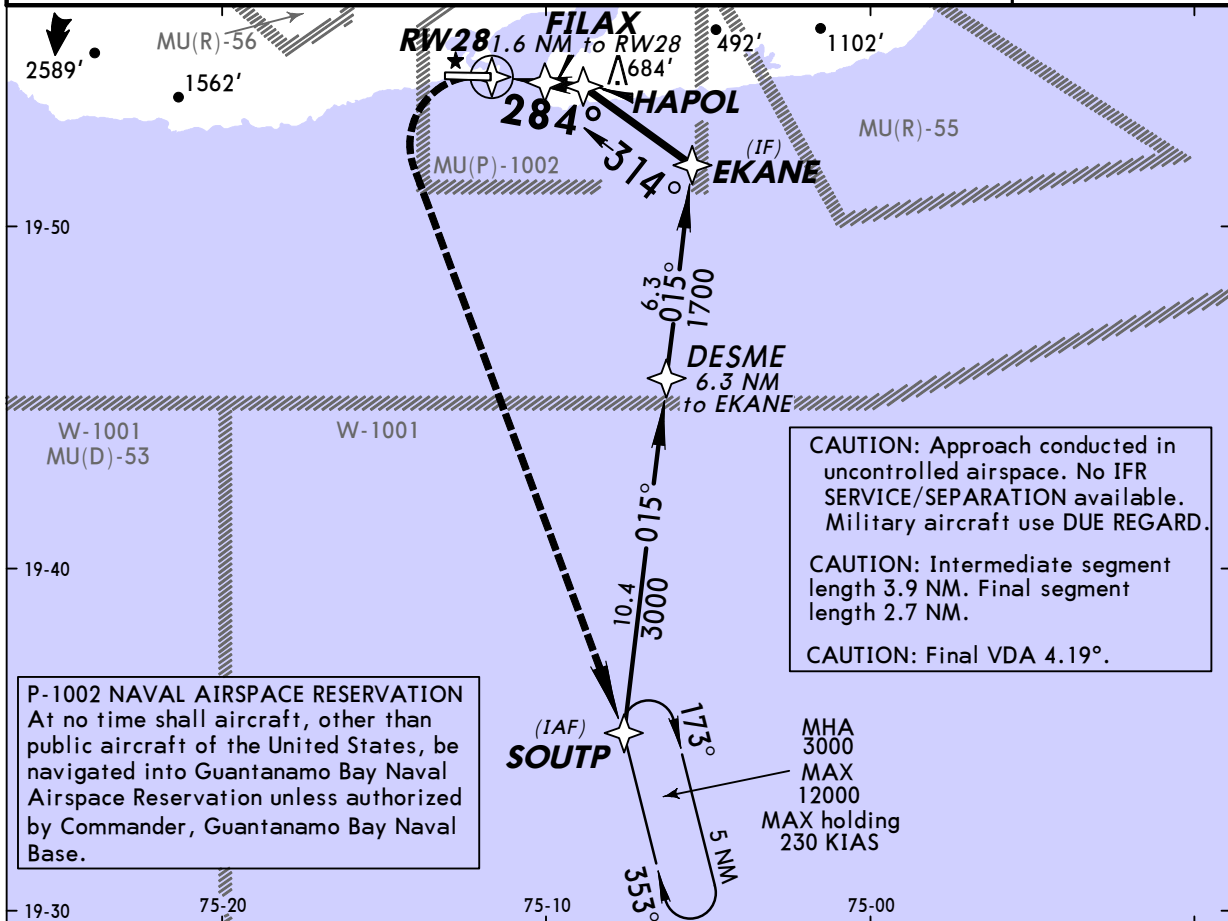 MU(R)-56
2589'
1562'
RW28
FILAX
1.6 NM to RW28
492'
1102'
684'
HAPOL
284°
314°
MU(P)-1002
(IF)
EKANE
MU(R)-55
19-50
6.3
015°
1700
DESME
6.3 NM
to EKANE
W-1001
MU(D)-53
W-1001
CAUTION: Approach conducted in
uncontrolled airspace. No IFR
SERVICE/SEPARATION available.
Military aircraft use DUE REGARD.
CAUTION: Intermediate segment
length 3.9 NM. Final segment
length 2.7 NM.
CAUTION: Final VDA 4.19°.
015°
19-40
10.4
3000
P-1002 NAVAL AIRSPACE RESERVATION
At no time shall aircraft, other than
public aircraft of the United States, be
navigated into Guantanamo Bay Naval
Airspace Reservation unless authorized
by Commander, Guantanamo Bay Naval
Base.
(IAF)
SOUTP
173°
MHA
3000
MAX
12000
MAX holding
230 KIAS
5 NM
353°
19-30
75-20
75-10
75-00